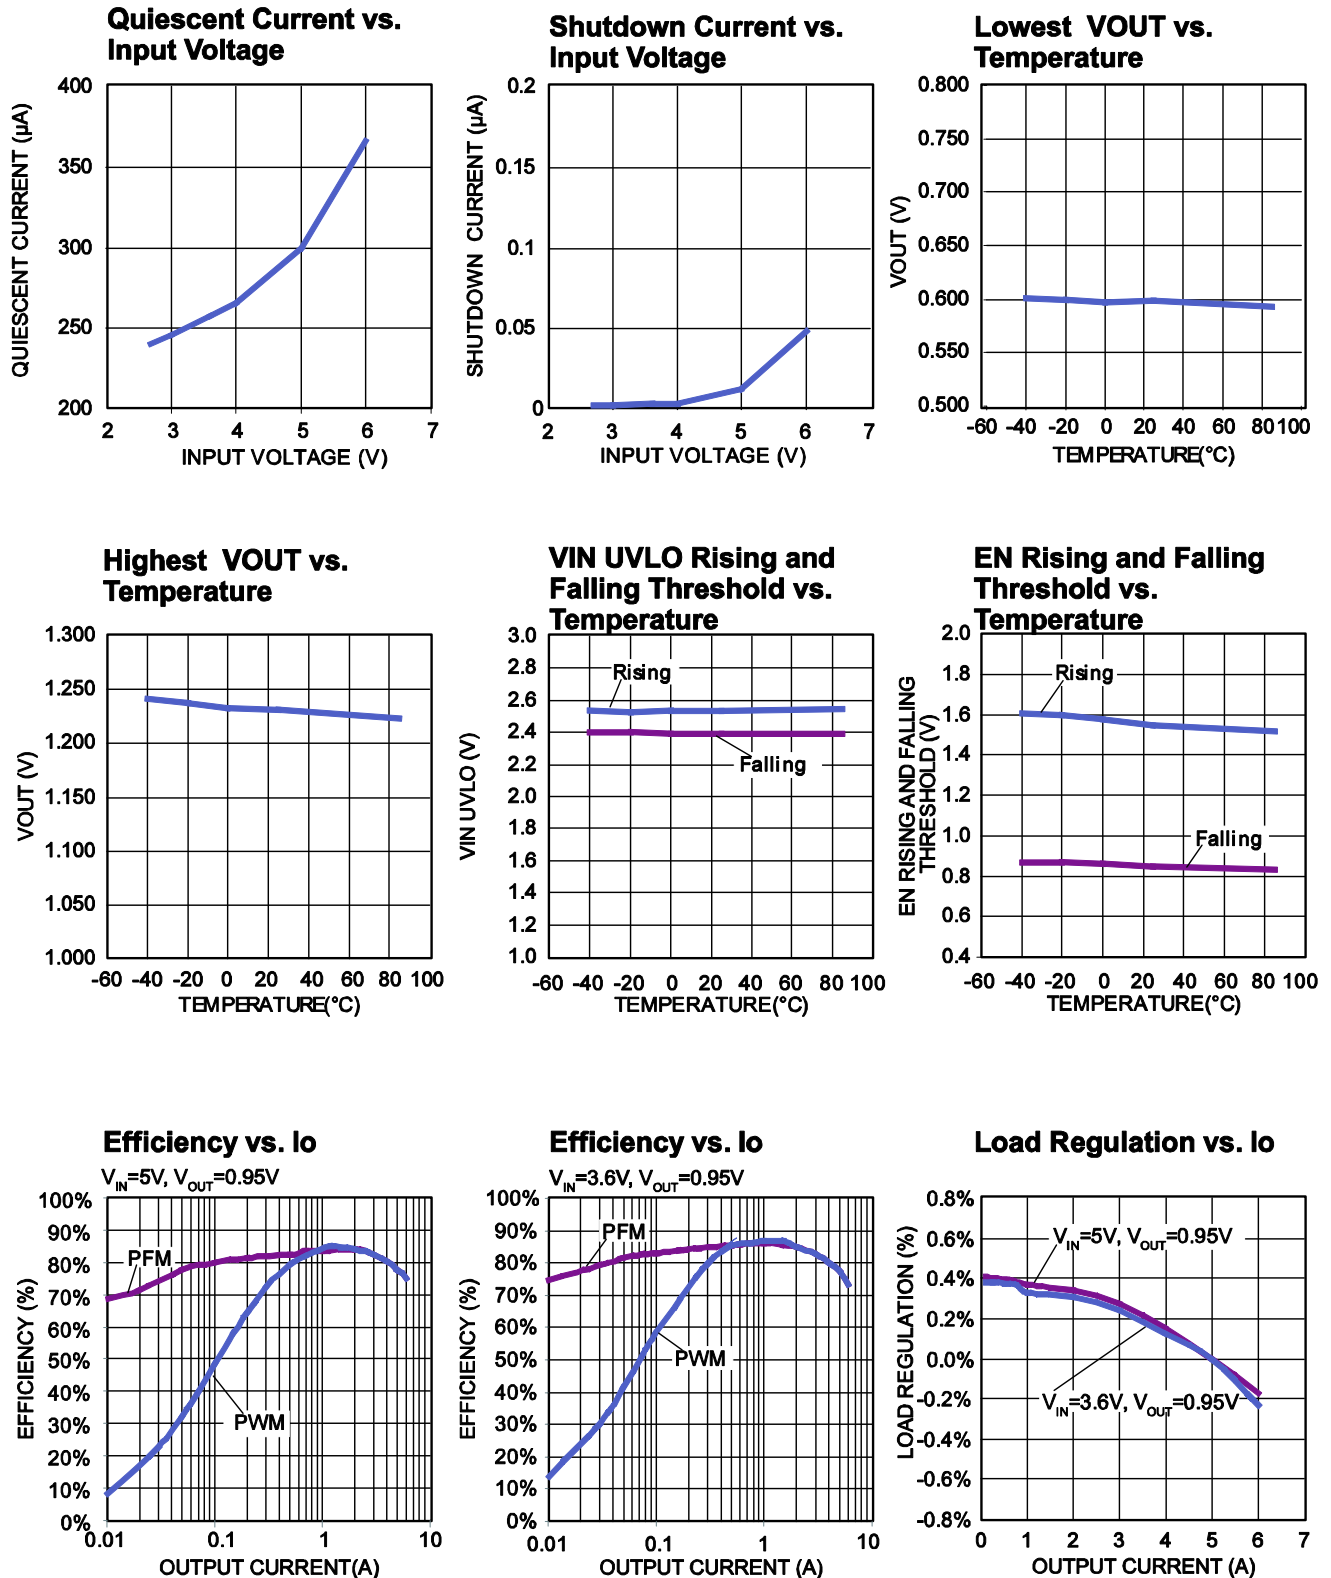 Quiescent Current vs.
Input Voltage
400
350
300
250
200
QUIESCENT CURRENT (µA)
2 3 4 5 6 7
INPUT VOLTAGE (V)
Shutdown Current vs.
Input Voltage
0.2
0.15
0.1
0.05
0
SHUTDOWN CURRENT (µA)
2 3 4 5 6 7
INPUT VOLTAGE (V)
Lowest VOUT vs.
Temperature
0.800
0.750
0.700
0.650
0.600
0.550
0.500
VOUT (V)
-60 -40 -20 0 20 40 60 80 100
TEMPERATURE(°C)
Highest VOUT vs.
Temperature
1.300
1.250
1.200
1.150
1.100
1.050
1.000
VOUT (V)
-60 -40 -20 0 20 40 60 80 100
TEMPERATURE(°C)
VIN UVLO Rising and
Falling Threshold vs.
Temperature
3.0
2.8
2.6
2.4
2.2
2.0
1.8
1.6
1.4
1.2
1.0
VIN UVLO (V)
Rising
Falling
-60 -40 -20 0 20 40 60 80 100
TEMPERATURE(°C)
EN Rising and Falling
Threshold vs.
Temperature
2.0
1.8
1.6
1.4
1.2
1.0
0.8
0.6
0.4
EN RISING AND FALLING
THRESHOLD (V)
Rising
Falling
-60 -40 -20 0 20 40 60 80 100
TEMPERATURE(°C)
Efficiency vs. Io
VIN=5V, VOUT=0.95V
100%
90%
80%
70%
60%
50%
40%
30%
20%
10%
0%
EFFICIENCY (%)
PFM
PWM
0.01 0.1 1 10
OUTPUT CURRENT(A)
Efficiency vs. Io
VIN=3.6V, VOUT=0.95V
100%
90%
80%
70%
60%
50%
40%
30%
20%
10%
0%
EFFICIENCY (%)
PFM
PWM
0.01 0.1 1 10
OUTPUT CURRENT (A)
Load Regulation vs. Io
0.8%
0.6%
0.4%
0.2%
0.0%
-0.2%
-0.4%
-0.6%
-0.8%
LOAD REGULATION (%)
VIN=5V, VOUT=0.95V
VIN=3.6V, VOUT=0.95V
0 1 2 3 4 5 6 7
OUTPUT CURRENT (A)